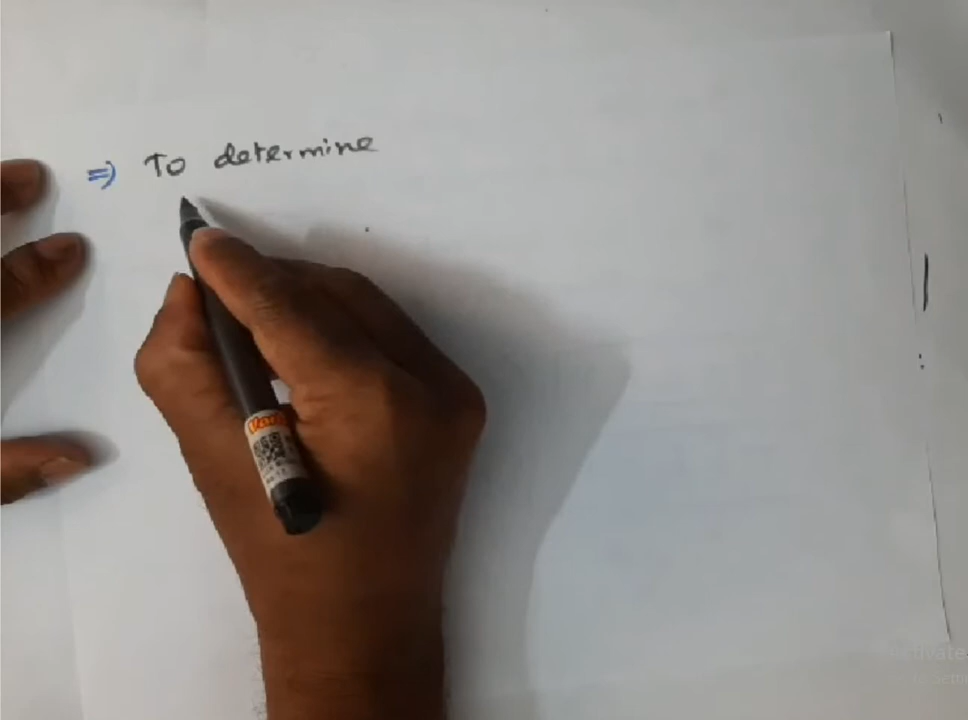 ⇒ To determine